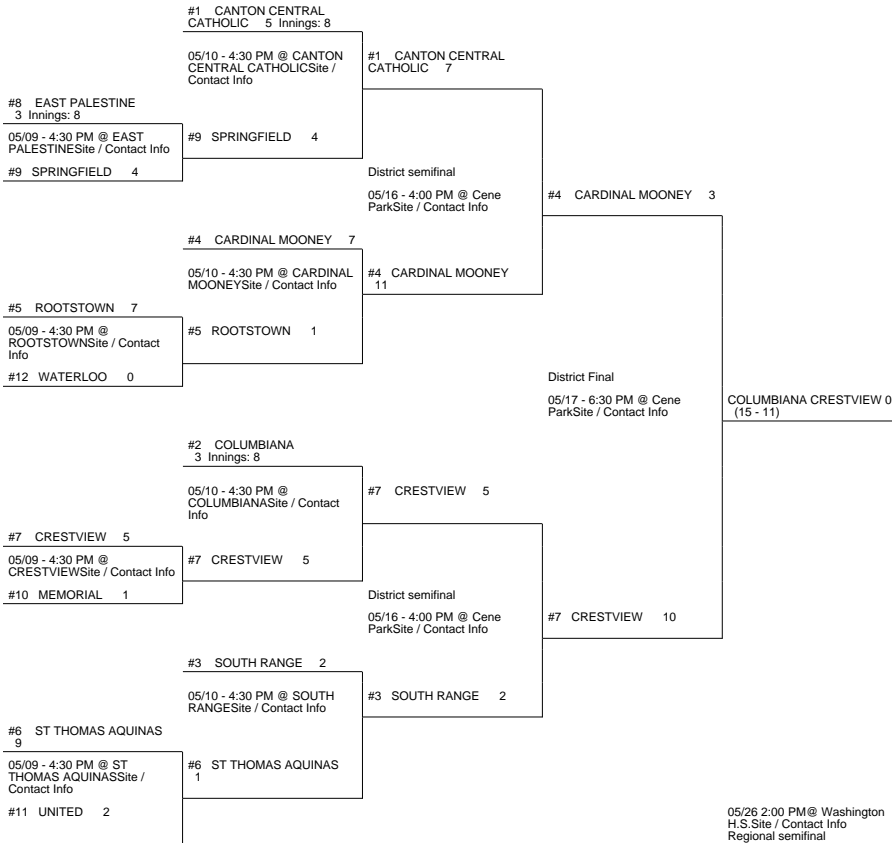 #1 CANTON CENTRAL
CATHOLIC 5 Innings: 8
05/10 - 4:30 PM @ CANTON
CENTRAL CATHOLICSite /
Contact Info
#1 CANTON CENTRAL
CATHOLIC 7
#8 EAST PALESTINE
3 Innings: 8
05/09 - 4:30 PM @ EAST
PALESTINESite / Contact Info
#9 SPRINGFIELD 4
#9 SPRINGFIELD 4
District semifinal
05/16 - 4:00 PM @ Cene
ParkSite / Contact Info
#4 CARDINAL MOONEY 3
#4 CARDINAL MOONEY 7
05/10 - 4:30 PM @ CARDINAL
MOONEYSite / Contact Info
#4 CARDINAL MOONEY
11
#5 ROOTSTOWN 7
05/09 - 4:30 PM @
ROOTSTOWNSite / Contact
Info
#5 ROOTSTOWN 1
#12 WATERLOO 0
District Final
05/17 - 6:30 PM @ Cene
ParkSite / Contact Info
COLUMBIANA CRESTVIEW 0
(15 - 11)
#2 COLUMBIANA
3 Innings: 8
05/10 - 4:30 PM @
COLUMBIANASite / Contact
Info
#7 CRESTVIEW 5
#7 CRESTVIEW 5
05/09 - 4:30 PM @
CRESTVIEWSite / Contact Info
#7 CRESTVIEW 5
#10 MEMORIAL 1
District semifinal
05/16 - 4:00 PM @ Cene
ParkSite / Contact Info
#7 CRESTVIEW 10
#3 SOUTH RANGE 2
05/10 - 4:30 PM @ SOUTH
RANGESite / Contact Info
#3 SOUTH RANGE 2
#6 ST THOMAS AQUINAS
9
05/09 - 4:30 PM @ ST
THOMAS AQUINASSite /
Contact Info
#6 ST THOMAS AQUINAS
1
#11 UNITED 2
05/26 2:00 PM@ Washington
H.S.Site / Contact Info
Regional semifinal